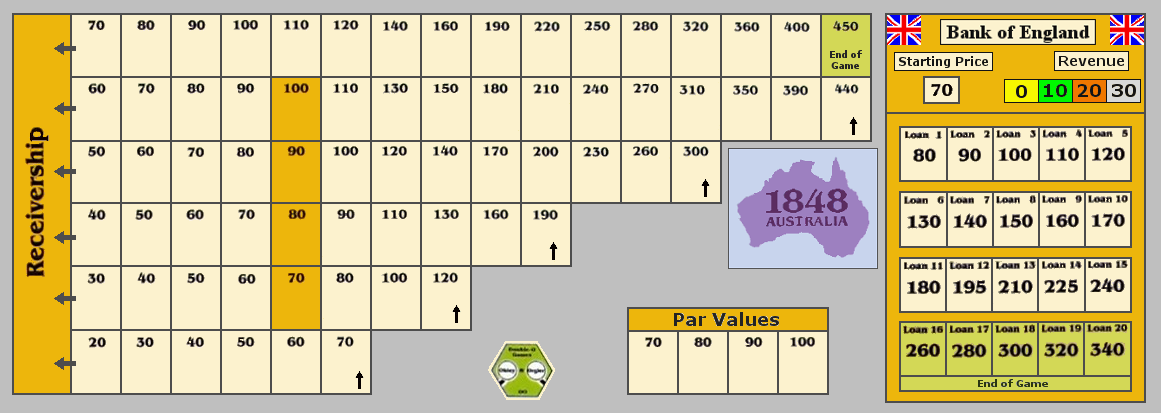 Receivership
70 80 90 100 110 120 140 160 190 220 250 280 320 360 400 450
End of
Game
60 70 80 90 100 110 130 150 180 210 240 270 310 350 390 440
50 60 70 80 90 100 120 140 170 200 230 260 300
40 50 60 70 80 90 110 130 160 190
30 40 50 60 70 80 100 120
20 30 40 50 60 70
1848
AUSTRALIA
Par Values
70 80 90 100
Double-O
Games
Bank of England
Starting Price
Revenue
70
0 10 20 30
Loan 1 Loan 2 Loan 3 Loan 4 Loan 5
80 90 100 110 120
Loan 6 Loan 7 Loan 8 Loan 9 Loan 10
130 140 150 160 170
Loan 11 Loan 12 Loan 13 Loan 14 Loan 15
180 195 210 225 240
Loan 16 Loan 17 Loan 18 Loan 19 Loan 20
260 280 300 320 340
End of Game